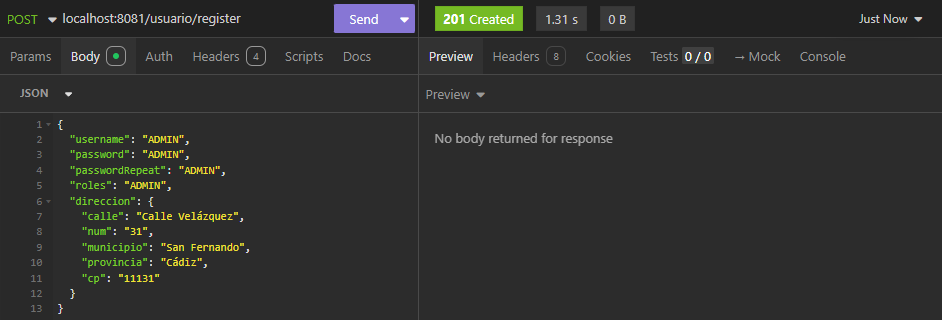 POST localhost:8081/usuario/register Send 201 Created 1.31 s 0 B Just Now
Params Body Auth Headers 4 Scripts Docs Preview Headers 8 Cookies Tests 0 / 0 → Mock Console
JSON Preview
1 {
2 "username": "ADMIN",
3 "password": "ADMIN",
4 "passwordRepeat": "ADMIN",
5 "roles": "ADMIN",
6 "direccion": {
7 "calle": "Calle Velázquez",
8 "num": "31",
9 "municipio": "San Fernando",
10 "provincia": "Cádiz",
11 "cp": "11131"
12 }
13 }
No body returned for response